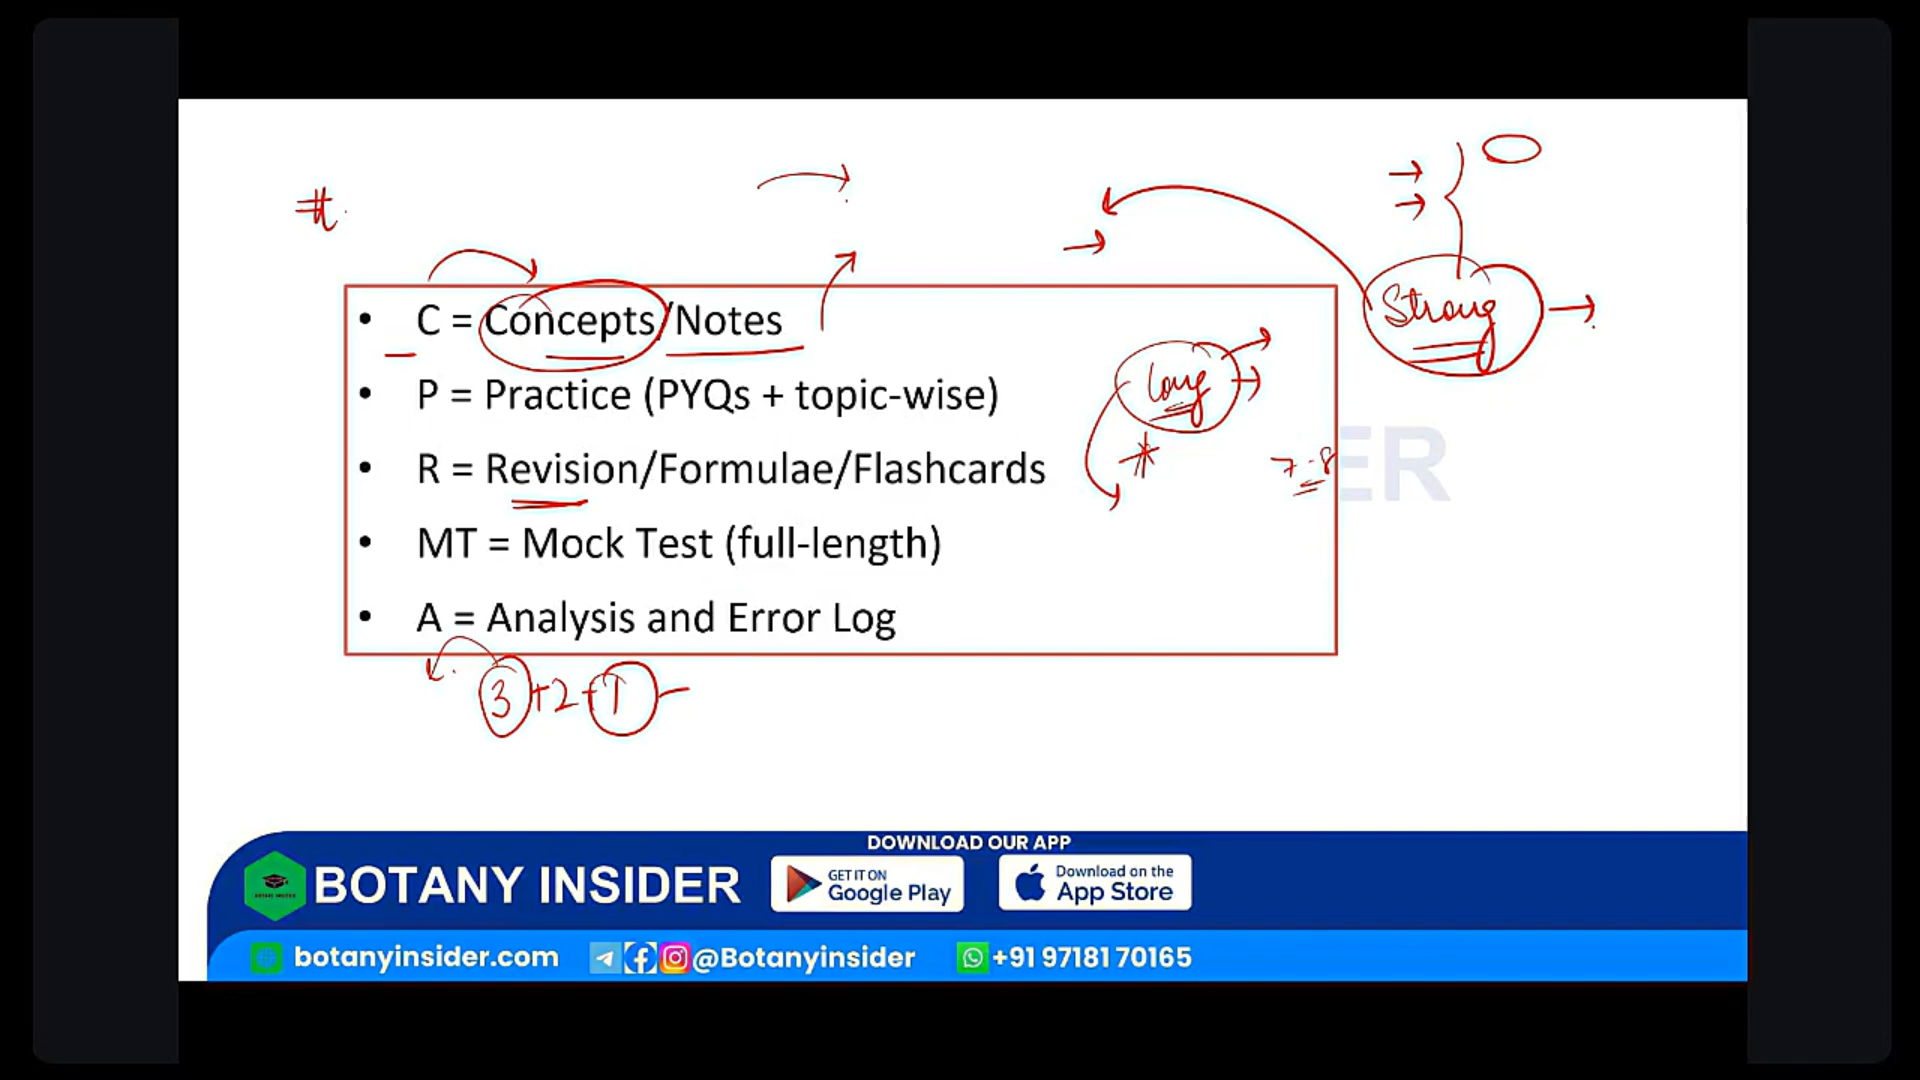 #
Strong
• C = Concepts/Notes
long
• P = Practice (PYQs + topic-wise)
• R = Revision/Formulae/Flashcards
7-8
ER
• MT = Mock Test (full-length)
• A = Analysis and Error Log
3+2+1
DOWNLOAD OUR APP
BOTANY INSIDER
GET IT ON
Google Play
Download on the
App Store
botanyinsider.com
@Botanyinsider
+91 97181 70165